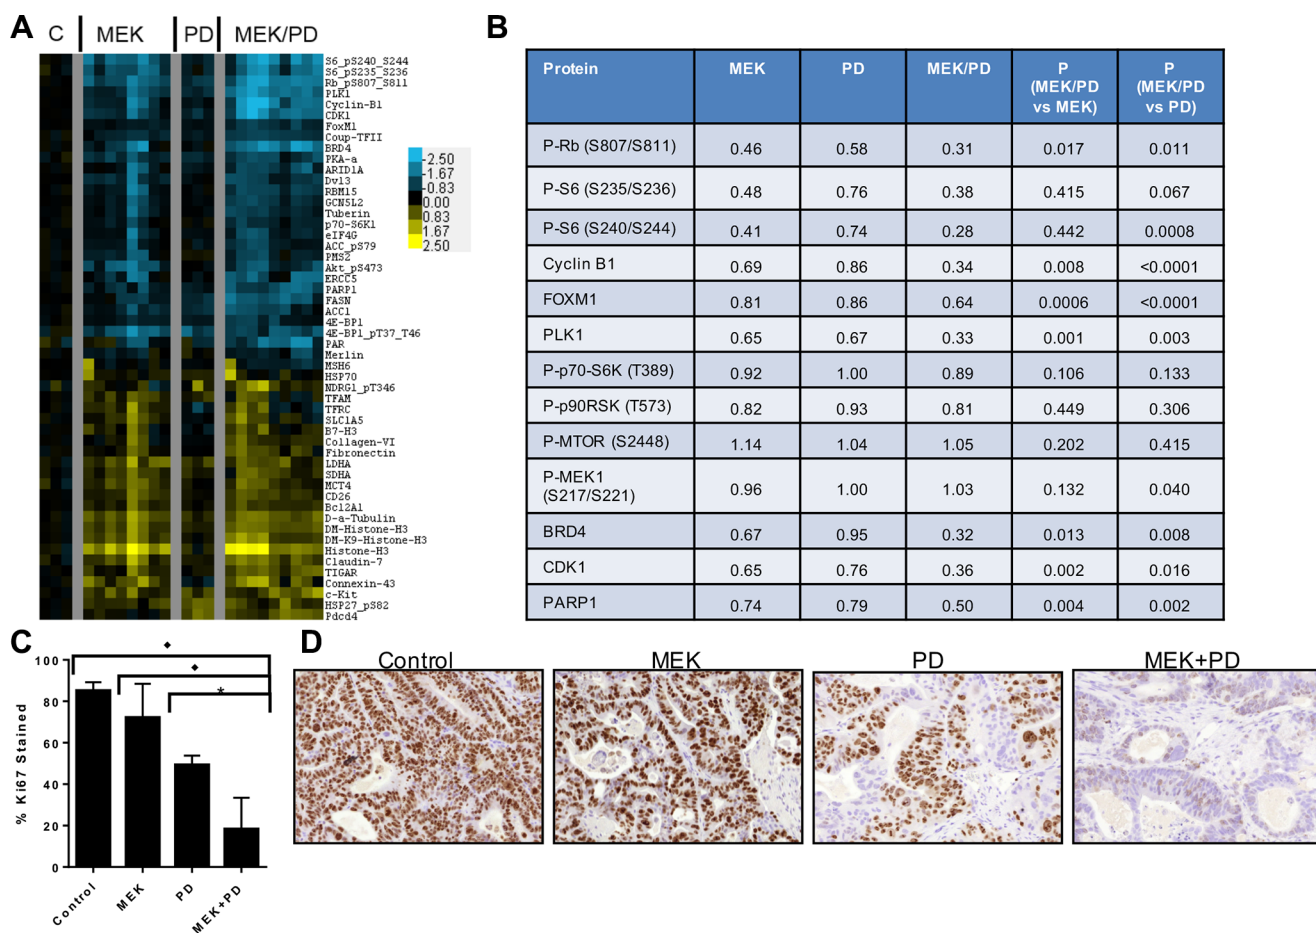 A
C
MEK
PD
MEK/PD
S6_pS240_S244
S6_pS235_S236
Rb_pS807_S811
PLK1
Cyclin-B1
CDK1
FoxM1
Coup-TFII
BRD4
PKA-a
ARID1A
Dvl3
RBM15
GCN5L2
Tuberin
p70-S6K1
eIF4G
ACC_pS79
PMS2
Akt_pS473
ERCC5
PARP1
FASN
ACC1
4E-BP1
4E-BP1_pT37_T46
PAR
Merlin
MSH6
HSP70
NDRG1_pT346
TFAM
TFRC
SLC1A5
B7-H3
Collagen-VI
Fibronectin
LDHA
SDHA
MCT4
CD26
Bcl2A1
D-a-Tubulin
DM-Histone-H3
DM-K9-Histone-H3
Histone-H3
Claudin-7
TIGAR
Connexin-43
c-Kit
HSP27_pS82
Pdcd4
-2.50
-1.67
-0.83
0.00
0.83
1.67
2.50
B
Protein MEK PD MEK/PD P (MEK/PD vs MEK) P (MEK/PD vs PD)
P-Rb (S807/S811) 0.46 0.58 0.31 0.017 0.011
P-S6 (S235/S236) 0.48 0.76 0.38 0.415 0.067
P-S6 (S240/S244) 0.41 0.74 0.28 0.442 0.0008
Cyclin B1 0.69 0.86 0.34 0.008 <0.0001
FOXM1 0.81 0.86 0.64 0.0006 <0.0001
PLK1 0.65 0.67 0.33 0.001 0.003
P-p70-S6K (T389) 0.92 1.00 0.89 0.106 0.133
P-p90RSK (T573) 0.82 0.93 0.81 0.449 0.306
P-MTOR (S2448) 1.14 1.04 1.05 0.202 0.415
P-MEK1 (S217/S221) 0.96 1.00 1.03 0.132 0.040
BRD4 0.67 0.95 0.32 0.013 0.008
CDK1 0.65 0.76 0.36 0.002 0.016
PARP1 0.74 0.79 0.50 0.004 0.002
C
% Ki67 Stained
100
80
60
40
20
0
*
Control
MEK
PD
MEK+PD
D
Control
MEK
PD
MEK+PD